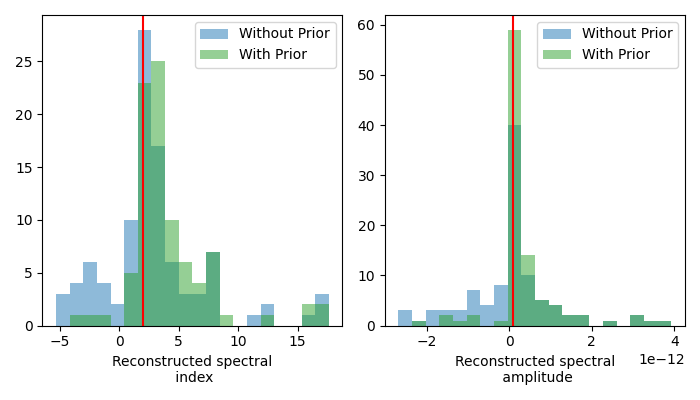 Without Prior
With Prior
25
20
15
10
5
0
−5
0
5
10
15
Reconstructed spectral
index
Without Prior
With Prior
60
50
40
30
20
10
0
−2
0
2
4
1e−12
Reconstructed spectral
amplitude